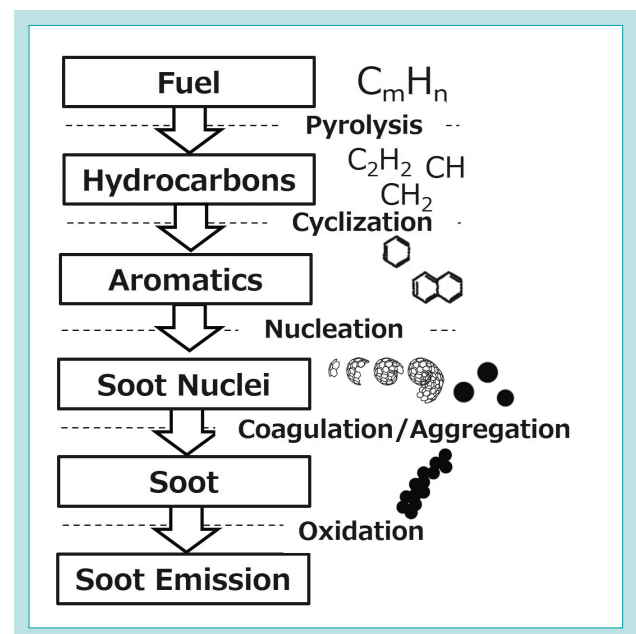 Fuel
CₘHₙ
Pyrolysis
Hydrocarbons
C₂H₂ CH
CH₂
Cyclization
Aromatics
Nucleation
Soot Nuclei
Coagulation/Aggregation
Soot
Oxidation
Soot Emission